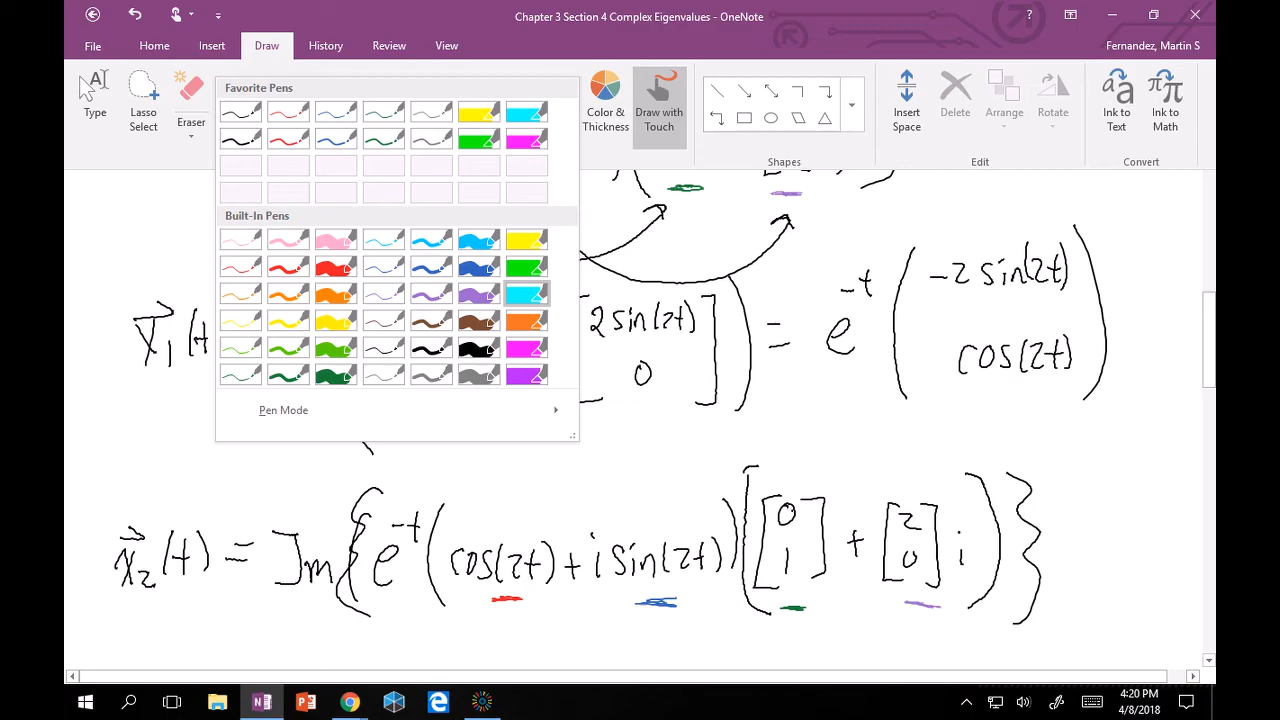 Chapter 3 Section 4 Complex Eigenvalues - OneNote
?
File Home Insert Draw History Review View
Fernandez, Martin S
Type
Lasso Select
Eraser
Favorite Pens
Built-In Pens
Pen Mode
Color & Thickness
Draw with Touch
Shapes
Insert Space
Delete
Arrange
Rotate
Edit
Ink to Text
Ink to Math
Convert
x₁(t
[2 sin(2t) 0]) = e^-t (-2 sin(2t) cos(2t))
x₂(t) = Im{e^-t (cos(2t) + i sin(2t)) ([0 1] + [2 0] i)}
4:20 PM
4/8/2018